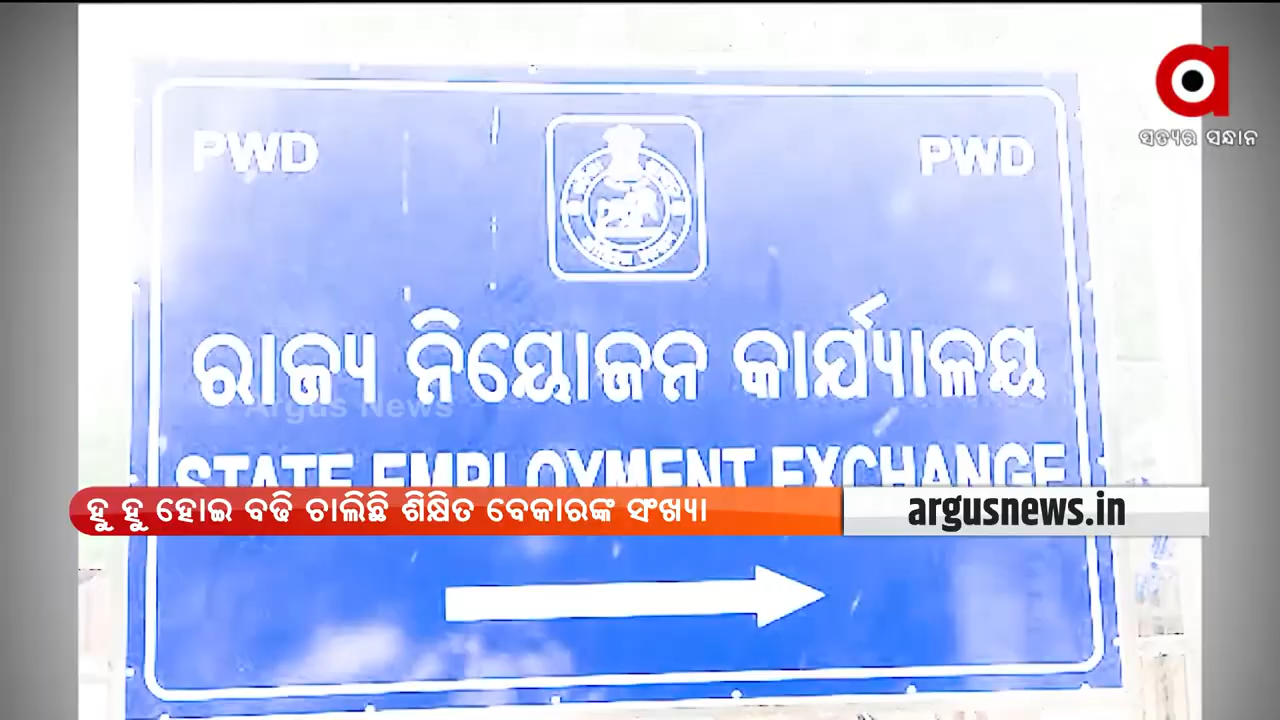 PWD
PWD
ସତ୍ୟର ସନ୍ଧାନ
ରାଜ୍ୟ ନିୟୋଜନ କାର୍ଯ୍ୟାଳୟ
Argus News
STATE EMPLOYMENT EXCHANGE
ହୁ ହୁ ହୋଇ ବଢି ଚାଲିଛି ଶିକ୍ଷିତ ବେକାରଙ୍କ ସଂଖ୍ୟା
argusnews.in